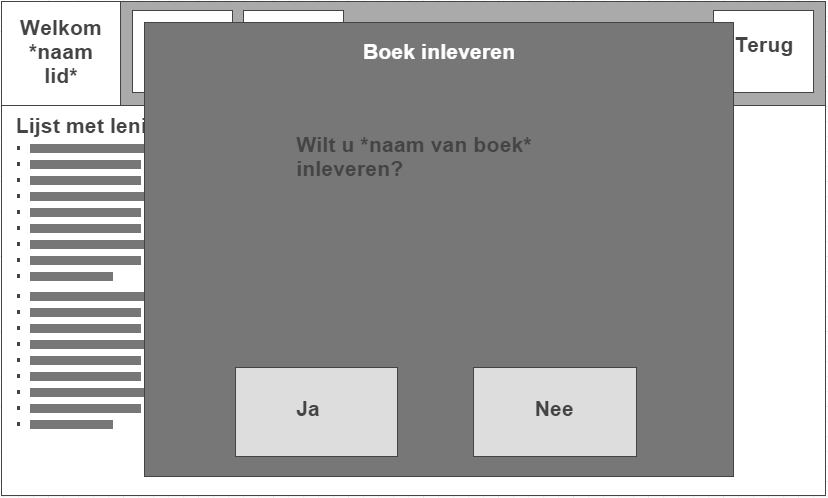 Welkom
*naam
lid*
Terug
Boek inleveren
Lijst met leni
Wilt u *naam van boek*
inleveren?
Ja
Nee